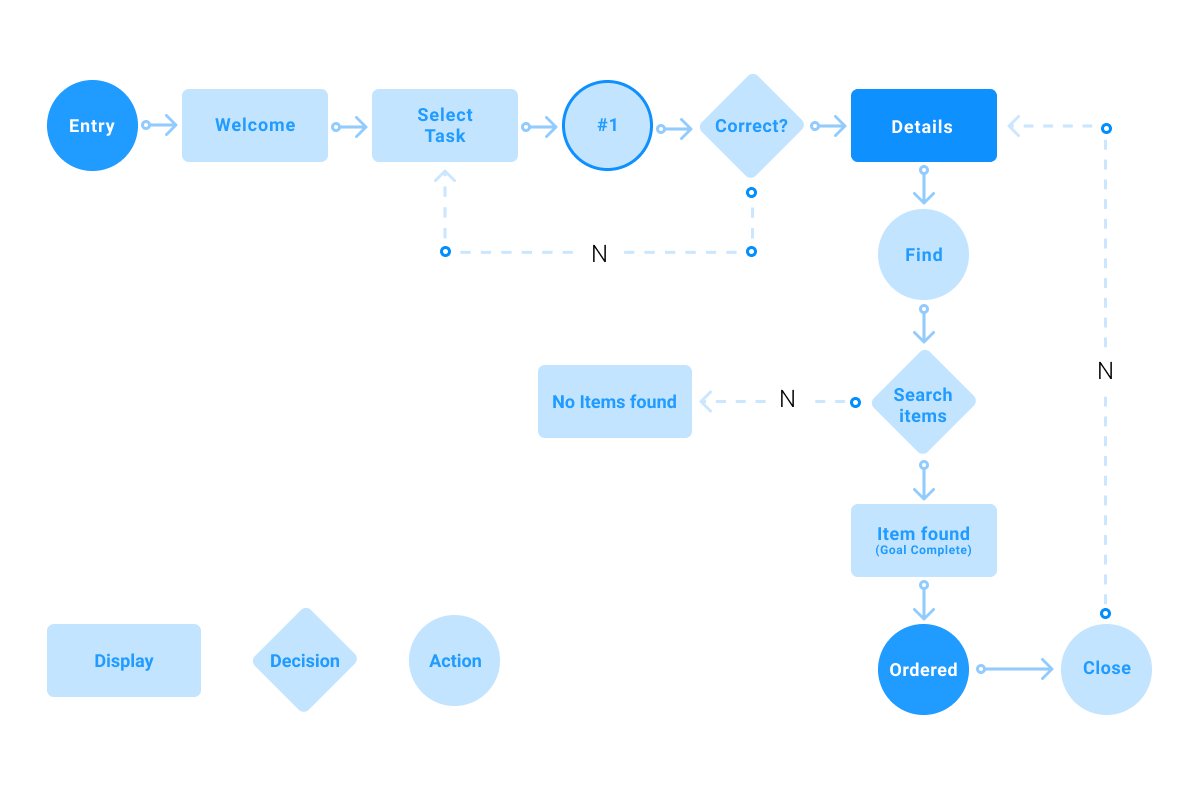 Entry
Welcome
Select
Task
#1
Correct?
Details
N
Find
N
No Items found
N
Search
items
Item found
(Goal Complete)
Display
Decision
Action
Ordered
Close